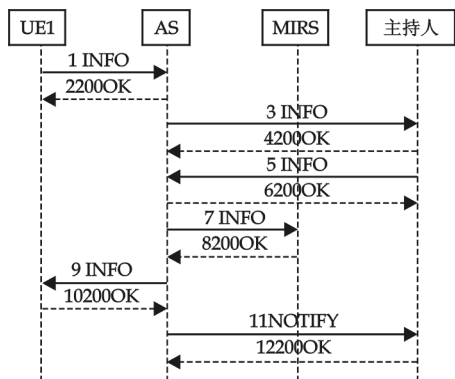 UE1 AS MIRS 主持人
1 INFO
2200OK
3 INFO
4200OK
5 INFO
6200OK
7 INFO
8200OK
9 INFO
10200OK
11NOTIFY
12200OK